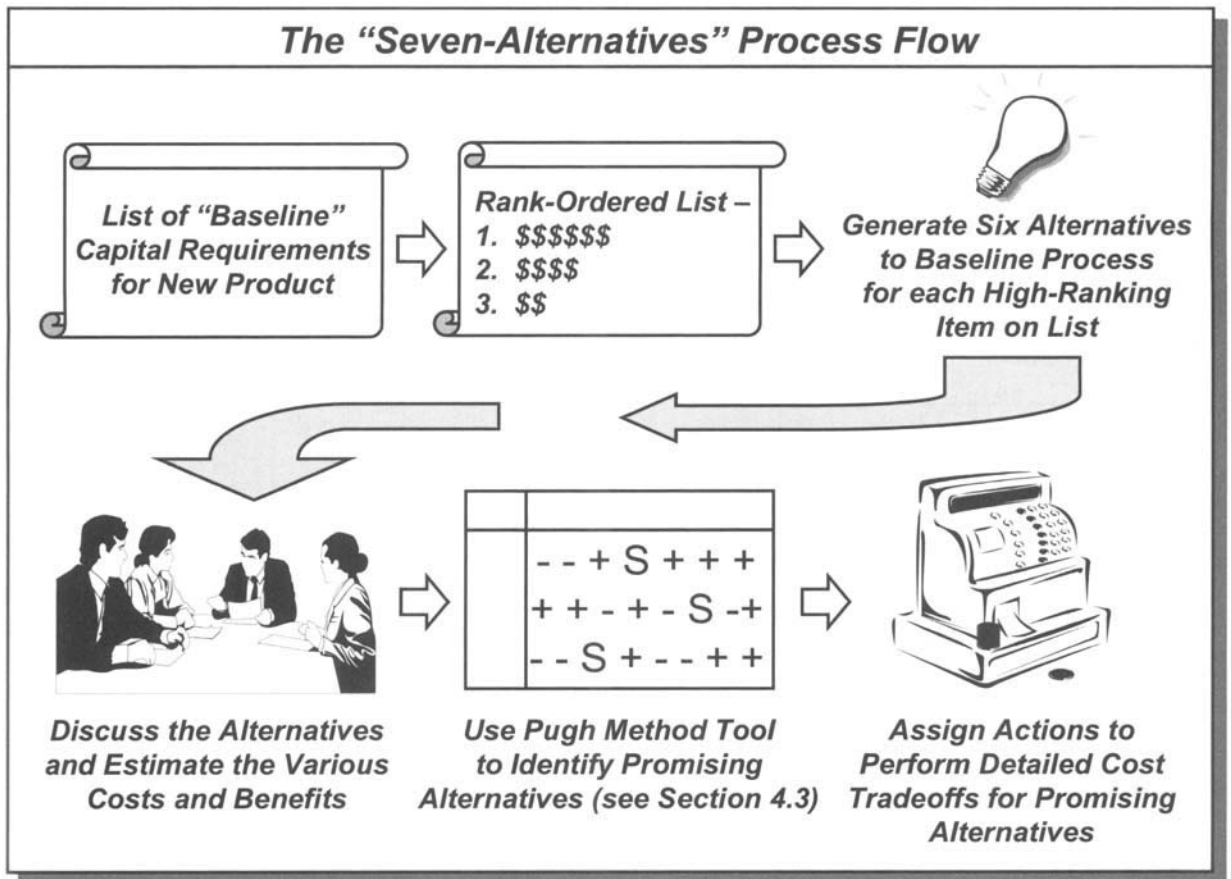 The “Seven-Alternatives” Process Flow
List of “Baseline”
Capital Requirements
for New Product
Rank-Ordered List –
1. $$$$$$
2. $$$$
3. $$
Generate Six Alternatives
to Baseline Process
for each High-Ranking
Item on List
Discuss the Alternatives
and Estimate the Various
Costs and Benefits
- - + S + + +
+ + - + - S - +
- - S + - - + +
Use Pugh Method Tool
to Identify Promising
Alternatives (see Section 4.3)
Assign Actions to
Perform Detailed Cost
Tradeoffs for Promising
Alternatives